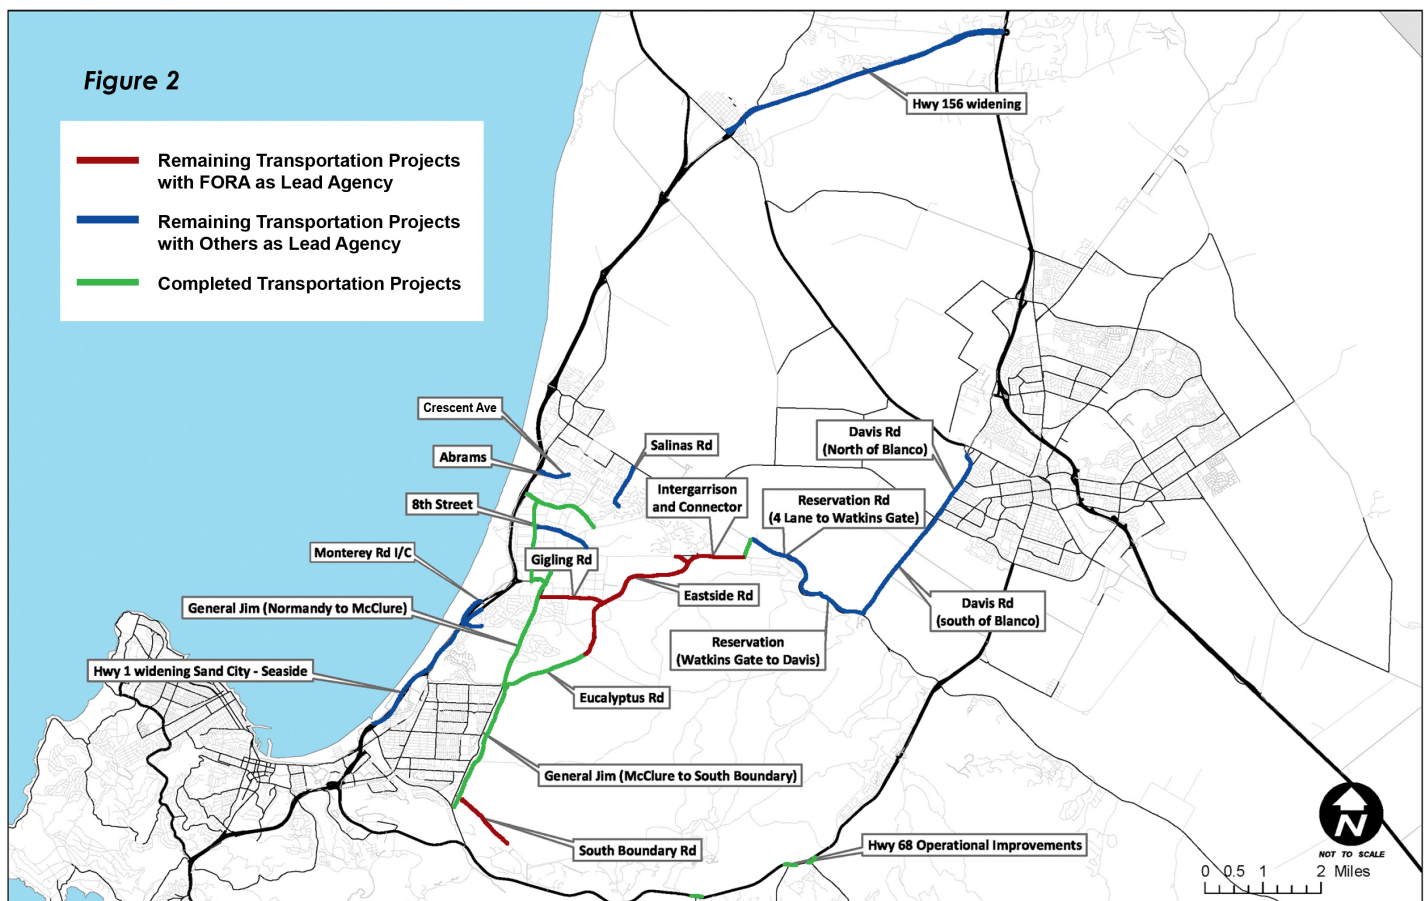 Figure 2
Remaining Transportation Projects
with FORA as Lead Agency
Remaining Transportation Projects
with Others as Lead Agency
Completed Transportation Projects
Hwy 156 widening
Crescent Ave
Abrams
Salinas Rd
Davis Rd
(North of Blanco)
8th Street
Intergarrison
and Connector
Reservation Rd
(4 Lane to Watkins Gate)
Monterey Rd I/C
Gigling Rd
General Jim (Normandy to McClure)
Eastside Rd
Davis Rd
(south of Blanco)
Reservation
(Watkins Gate to Davis)
Hwy 1 widening Sand City - Seaside
Eucalyptus Rd
General Jim (McClure to South Boundary)
South Boundary Rd
Hwy 68 Operational Improvements
N
NOT TO SCALE
0 0.5 1 2 Miles